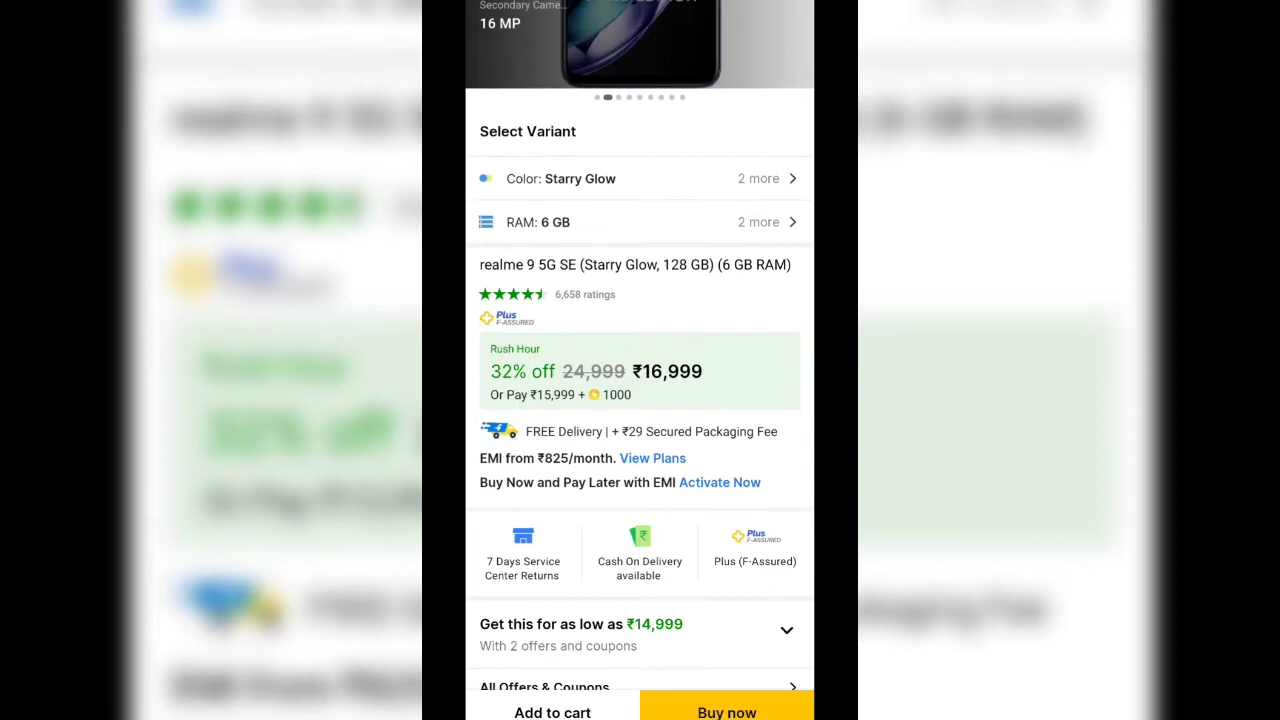 Secondary Came...
16 MP
Select Variant
Color: Starry Glow 2 more
RAM: 6 GB 2 more
realme 9 5G SE (Starry Glow, 128 GB) (6 GB RAM)
6,658 ratings
Plus
F-ASSURED
Rush Hour
32% off 24,999 ₹16,999
Or Pay ₹15,999 + 1000
FREE Delivery | + ₹29 Secured Packaging Fee
EMI from ₹825/month. View Plans
Buy Now and Pay Later with EMI Activate Now
Plus
F-ASSURED
7 Days Service Cash On Delivery Plus (F-Assured)
Center Returns available
Get this for as low as ₹14,999
With 2 offers and coupons
All Offers & Coupons
Add to cart Buy now